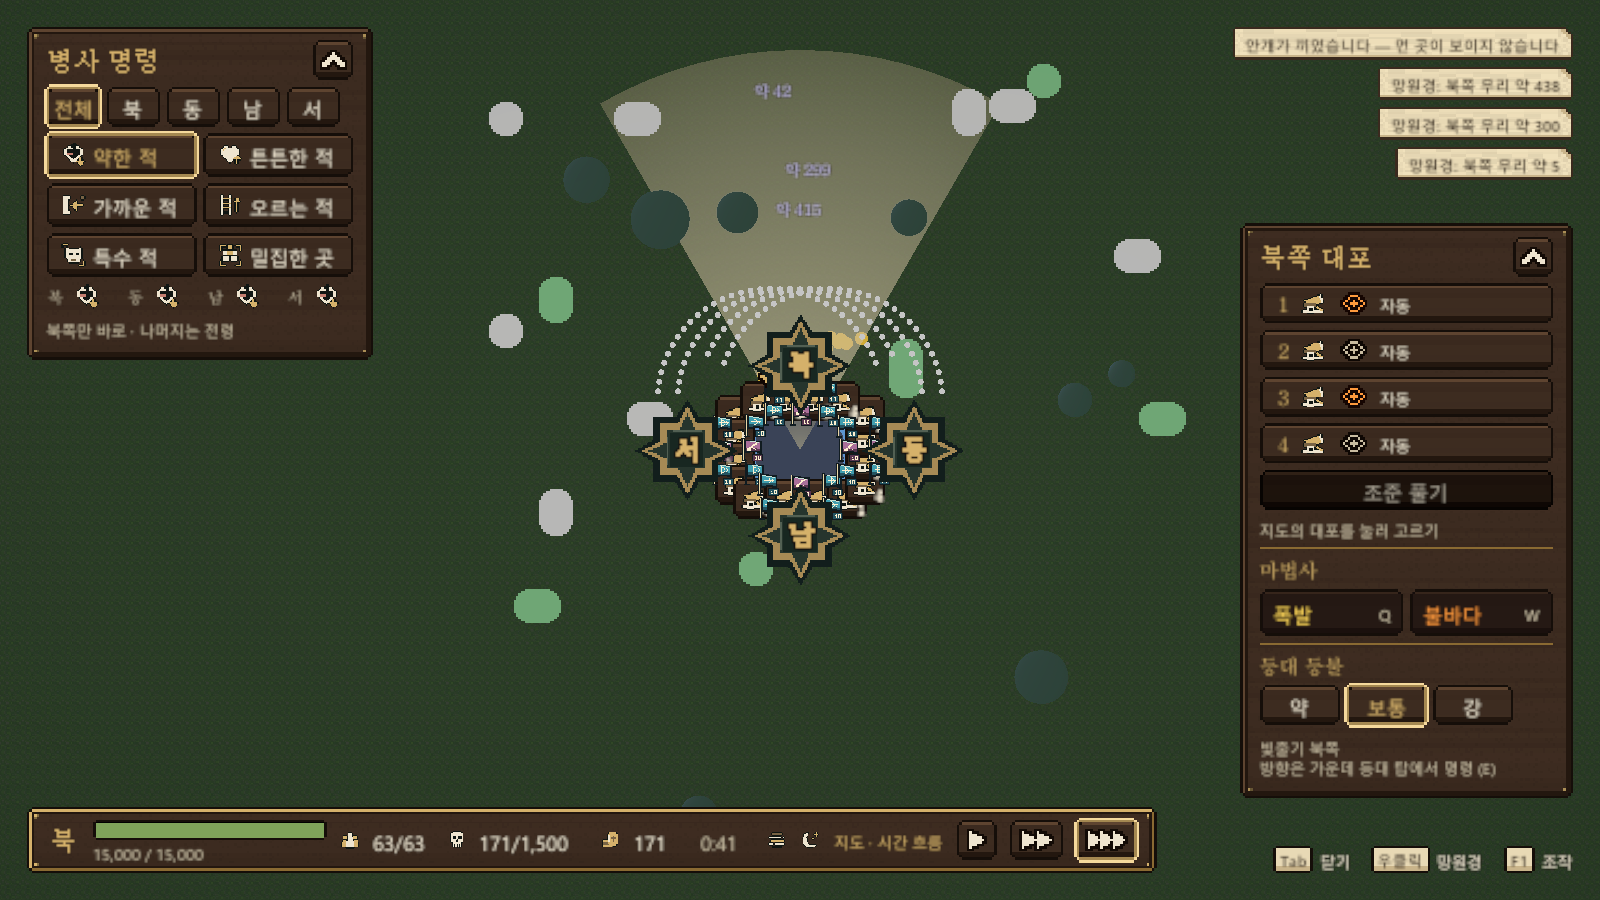 병사 명령
전체 북 동 남 서
약한 적 튼튼한 적
가까운 적 오르는 적
특수 적 밀집한 곳
북 동 남 서
북쪽만 바로 · 나머지는 전령
약 42
약 299
약 415
안개가 끼었습니다 — 먼 곳이 보이지 않습니다
망원경: 북쪽 무리 약 438
망원경: 북쪽 무리 약 300
망원경: 북쪽 무리 약 5
북
서
동
남
북쪽 대포
1 자동
2 자동
3 자동
4 자동
조준 풀기
지도의 대포를 눌러 고르기
마법사
폭발 Q 불바다 W
등대 등불
약 보통 강
빛줄기 북쪽
방향은 가운데 등대 탑에서 명령 (E)
북 15,000 / 15,000 63/63 171/1,500 171 0:41 지도 · 시간 흐름
Tab 닫기 우클릭 망원경 F1 조작